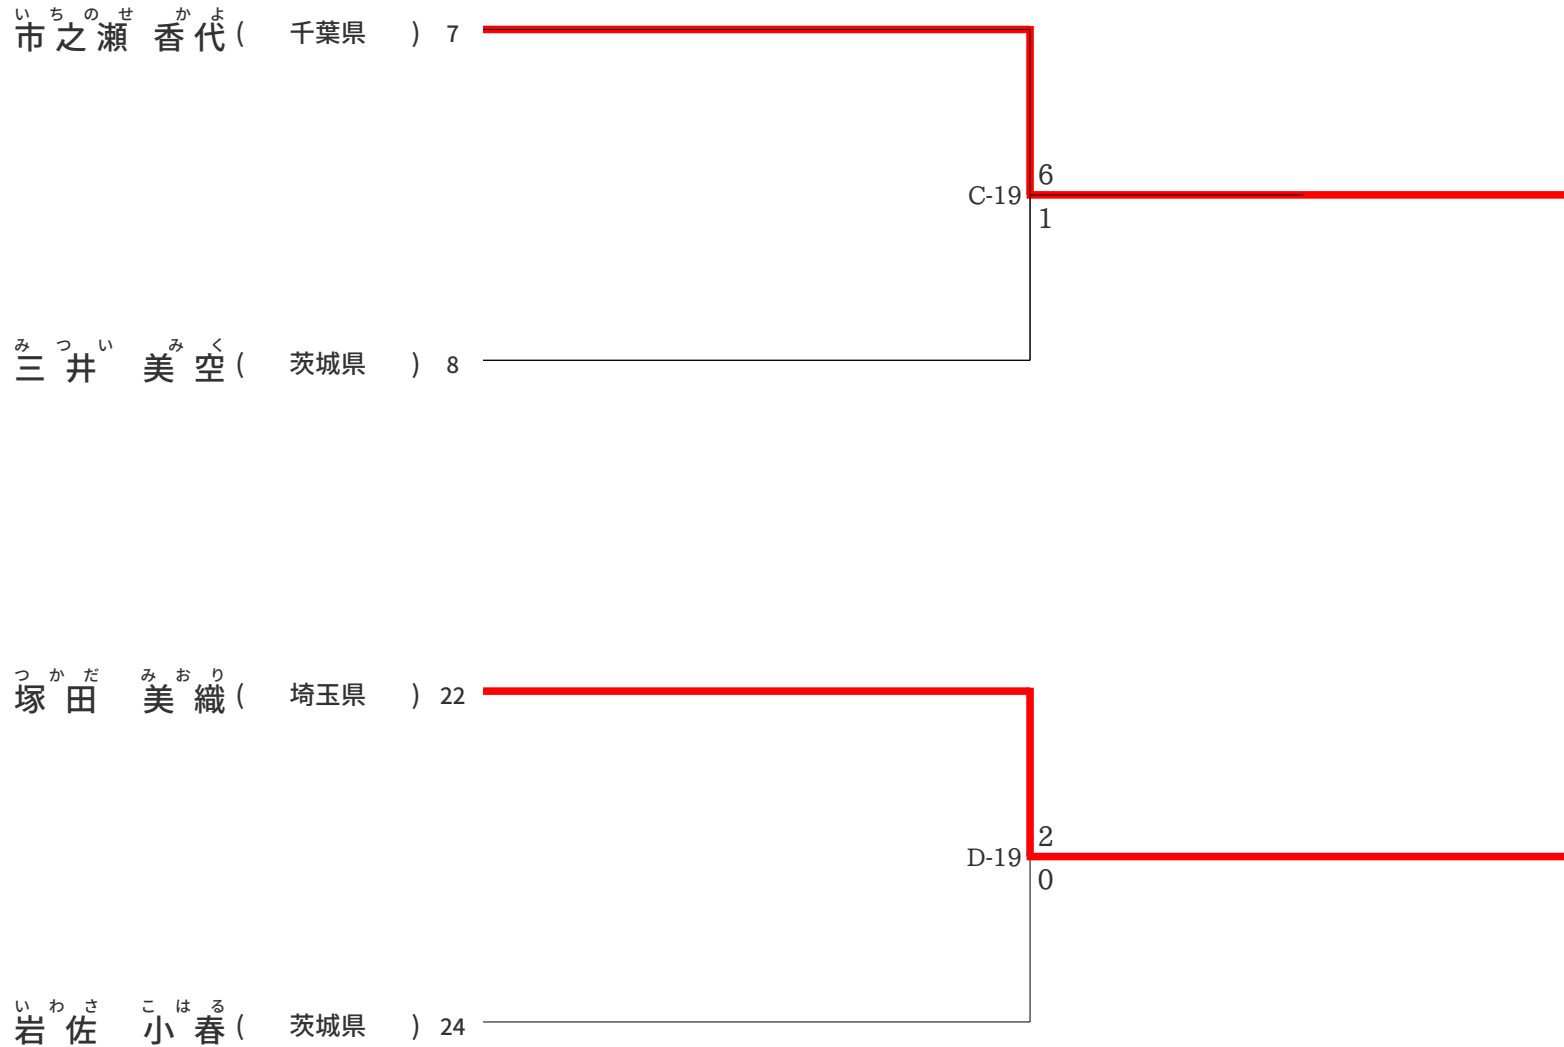 いちのせ かよ
市之瀬 香代 ( 千葉県 ) 7
6
C-19
1
みつい みく
三井 美空 ( 茨城県 ) 8
つかだ みおり
塚田 美織 ( 埼玉県 ) 22
2
D-19
0
いわさ こはる
岩佐 小春 ( 茨城県 ) 24